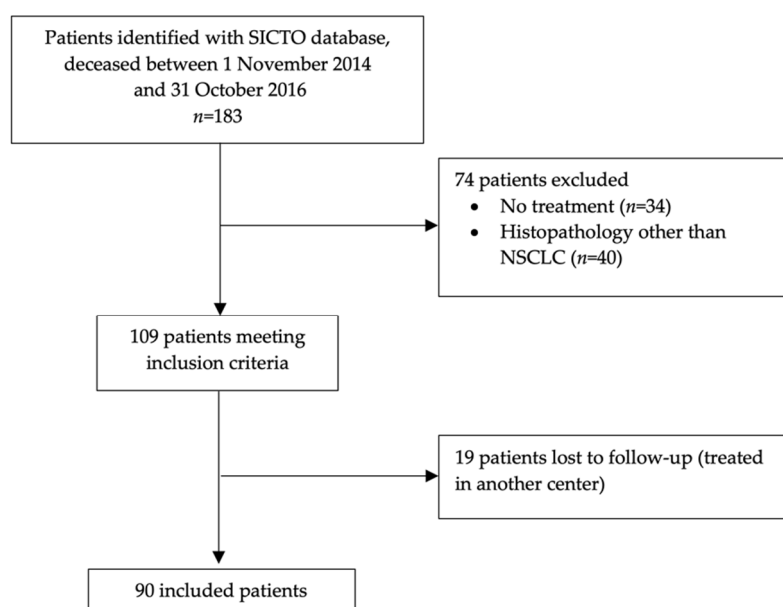 Patients identified with SICTO database,
deceased between 1 November 2014
and 31 October 2016
n=183
74 patients excluded
• No treatment (n=34)
• Histopathology other than
NSCLC (n=40)
109 patients meeting
inclusion criteria
19 patients lost to follow-up (treated
in another center)
90 included patients